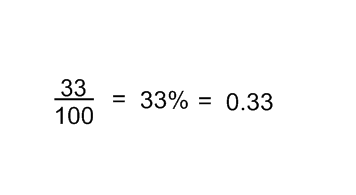 33/100 = 33% = 0.33